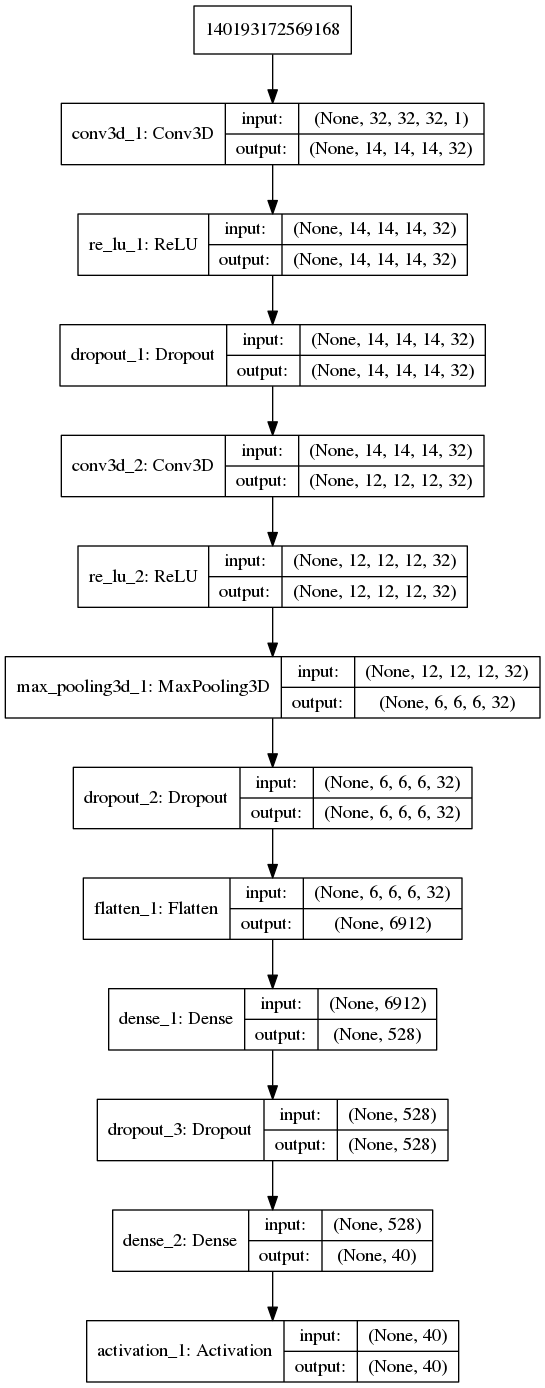 140193172569168
conv3d_1: Conv3D
input: (None, 32, 32, 32, 1)
output: (None, 14, 14, 14, 32)
re_lu_1: ReLU
input: (None, 14, 14, 14, 32)
output: (None, 14, 14, 14, 32)
dropout_1: Dropout
input: (None, 14, 14, 14, 32)
output: (None, 14, 14, 14, 32)
conv3d_2: Conv3D
input: (None, 14, 14, 14, 32)
output: (None, 12, 12, 12, 32)
re_lu_2: ReLU
input: (None, 12, 12, 12, 32)
output: (None, 12, 12, 12, 32)
max_pooling3d_1: MaxPooling3D
input: (None, 12, 12, 12, 32)
output: (None, 6, 6, 6, 32)
dropout_2: Dropout
input: (None, 6, 6, 6, 32)
output: (None, 6, 6, 6, 32)
flatten_1: Flatten
input: (None, 6, 6, 6, 32)
output: (None, 6912)
dense_1: Dense
input: (None, 6912)
output: (None, 528)
dropout_3: Dropout
input: (None, 528)
output: (None, 528)
dense_2: Dense
input: (None, 528)
output: (None, 40)
activation_1: Activation
input: (None, 40)
output: (None, 40)